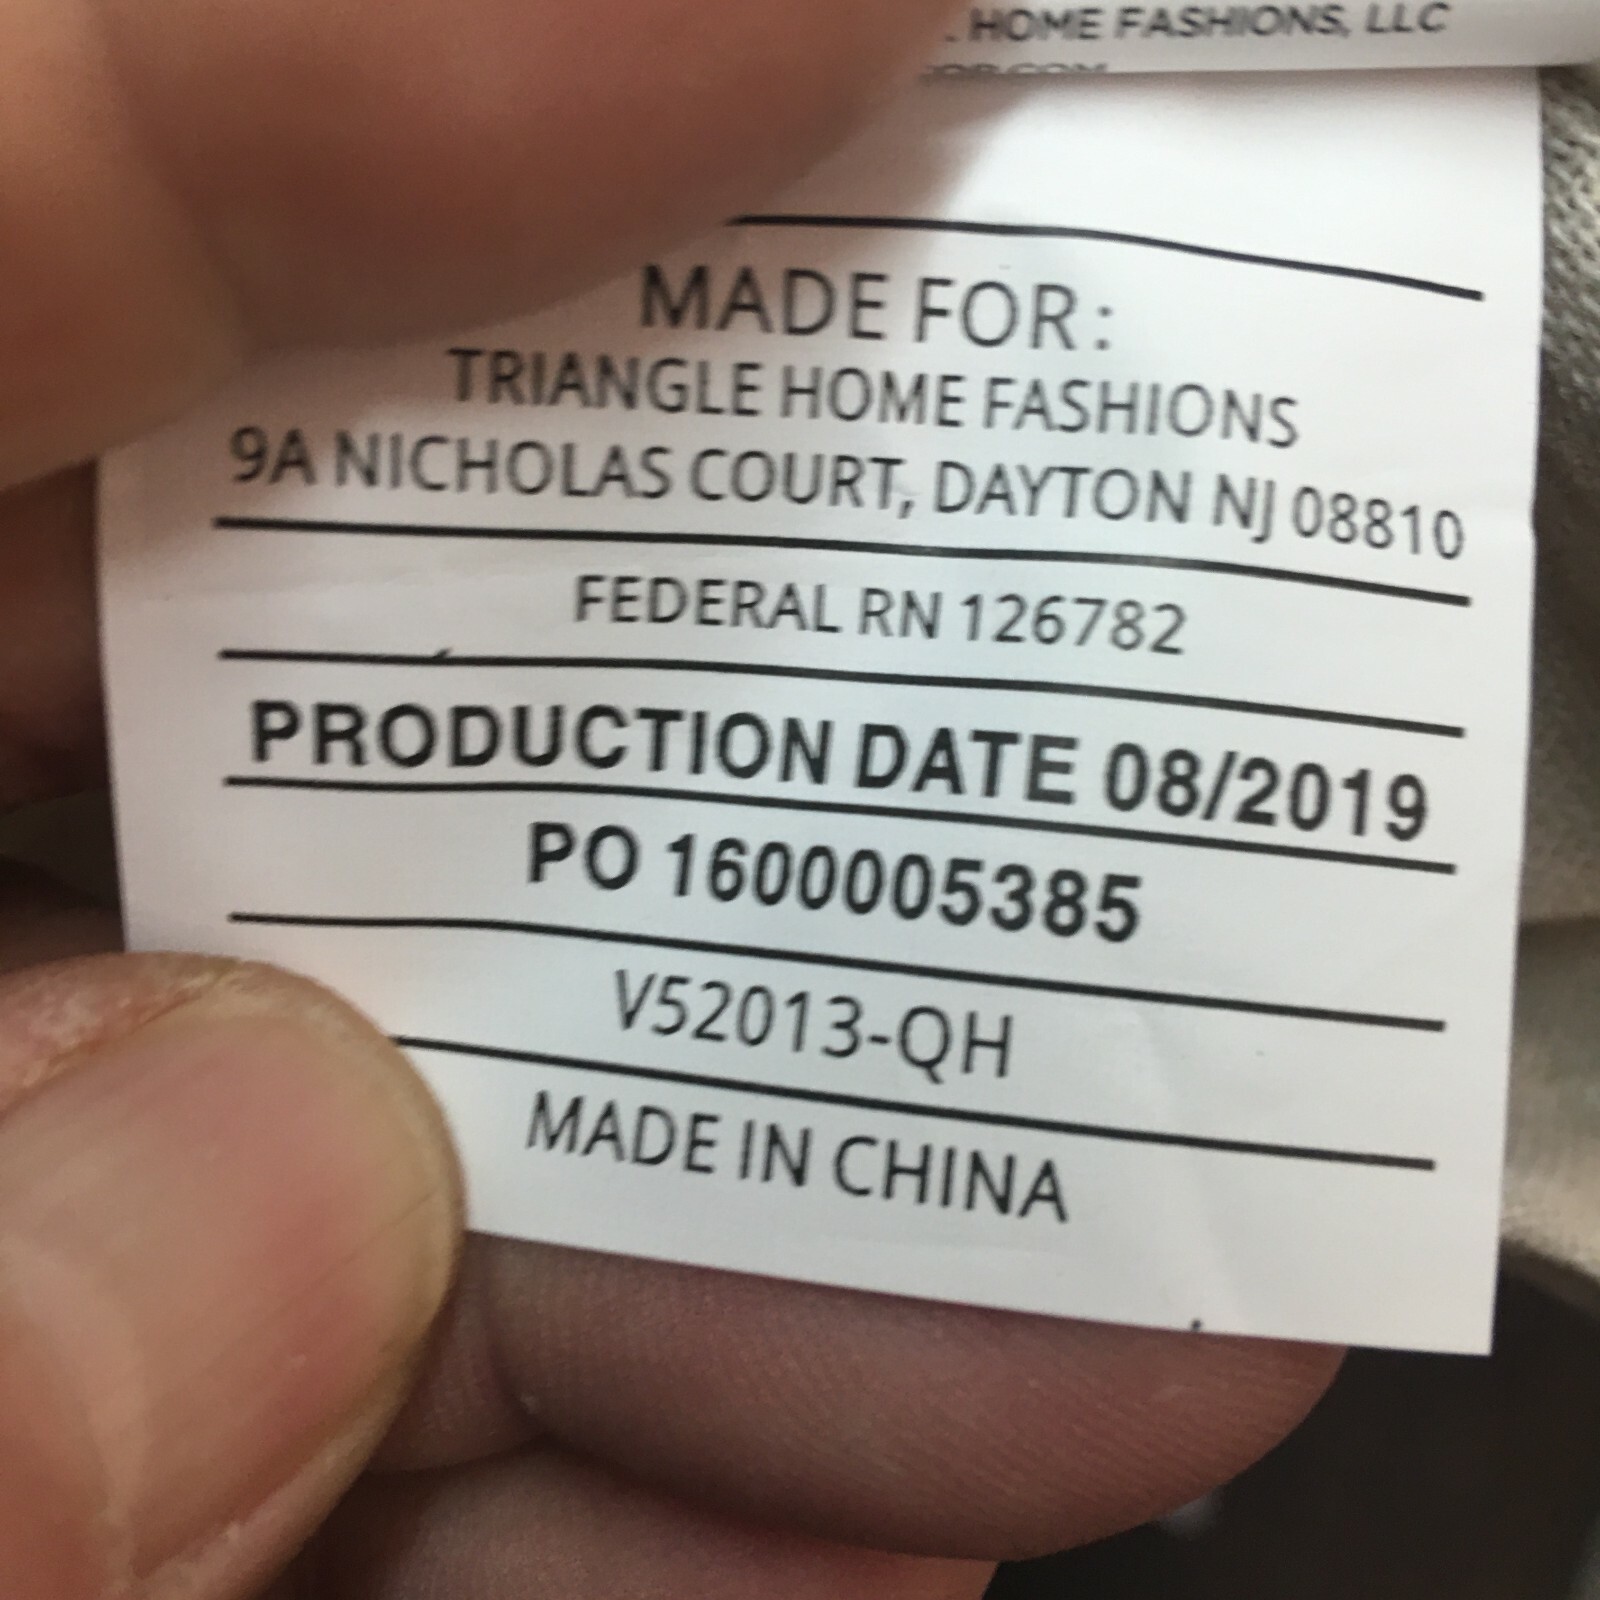 HOME FASHIONS, LLC
MADE FOR:
TRIANGLE HOME FASHIONS
9A NICHOLAS COURT, DAYTON NJ 08810
FEDERAL RN 126782
PRODUCTION DATE 08/2019
PO 1600005385
V52013-QH
MADE IN CHINA